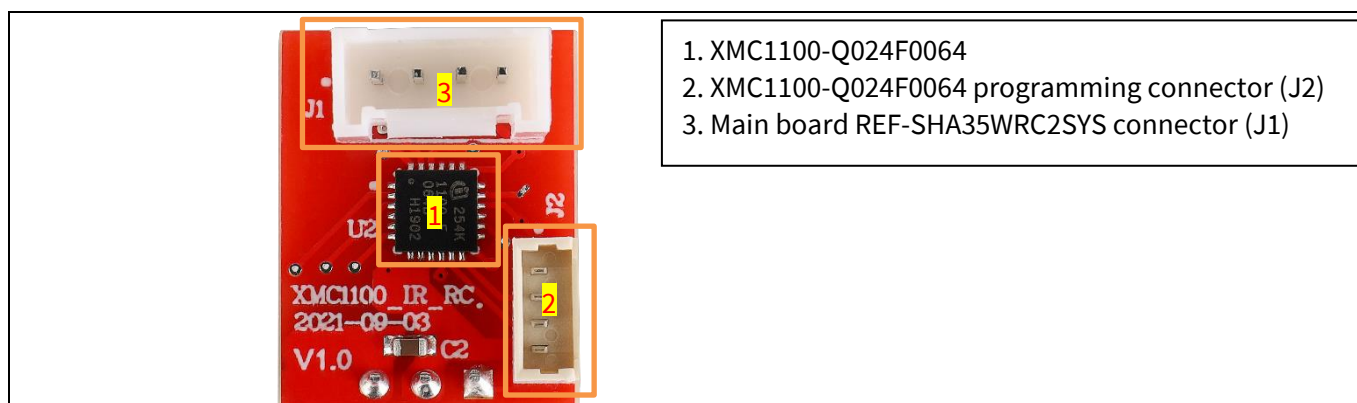 3
J1
1
254K
H1902
J2
U2
2
XMC1100_IR_RC.
2021-09-03
V1.0
C2
1. XMC1100-Q024F0064
2. XMC1100-Q024F0064 programming connector (J2)
3. Main board REF-SHA35WRC2SYS connector (J1)